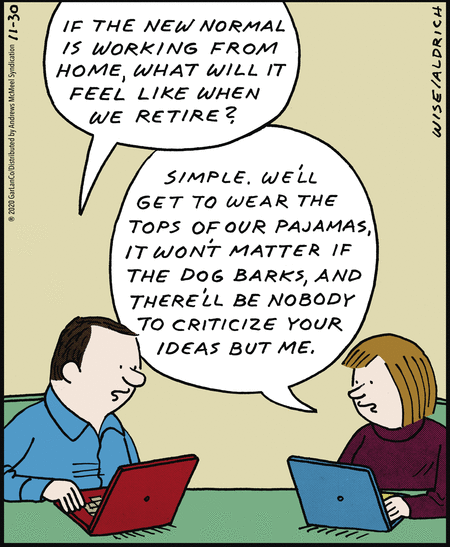 IF THE NEW NORMAL
IS WORKING FROM
HOME, WHAT WILL IT
FEEL LIKE WHEN
WE RETIRE?
SIMPLE. WE'LL
GET TO WEAR THE
TOPS OF OUR PAJAMAS,
IT WON'T MATTER IF
THE DOG BARKS, AND
THERE'LL BE NOBODY
TO CRITICIZE YOUR
IDEAS BUT ME.
11-30
® 2020 GarLanCo/Distributed by Andrews McMeel Syndication
WISE/ALDRICH